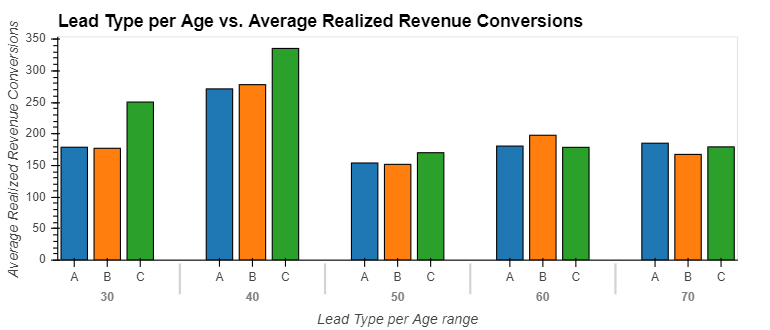 Lead Type per Age vs. Average Realized Revenue Conversions
Average Realized Revenue Conversions
350
300
250
200
150
100
50
0
A B C A B C A B C A B C A B C
30 40 50 60 70
Lead Type per Age range